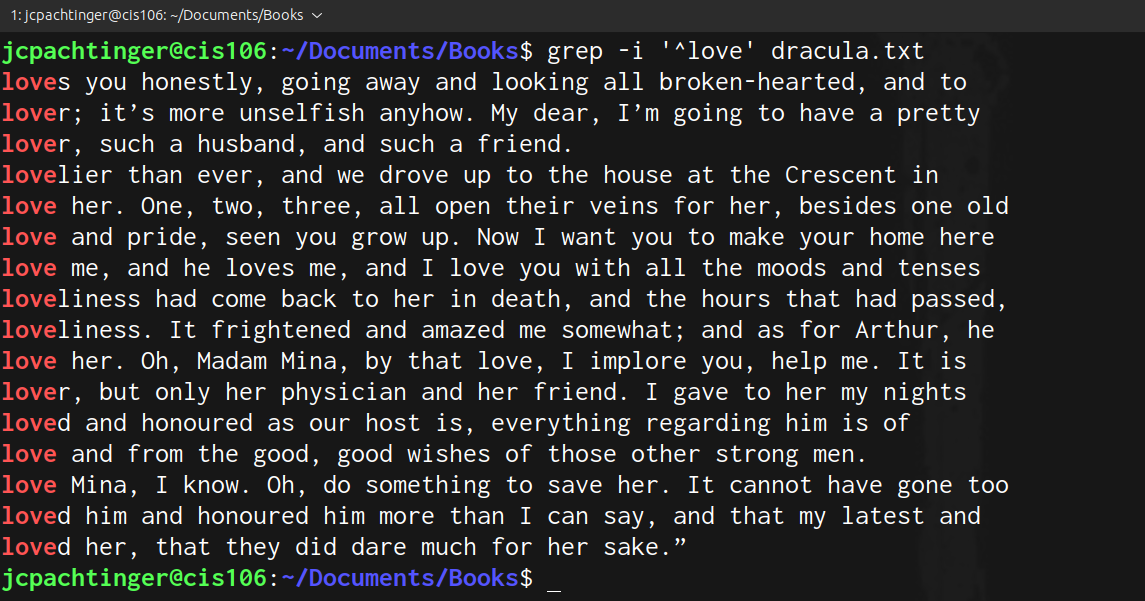 1: jcpachtinger@cis106: ~/Documents/Books
jcpachtinger@cis106:~/Documents/Books$ grep -i '^love' dracula.txt
loves you honestly, going away and looking all broken-hearted, and to
lover; it’s more unselfish anyhow. My dear, I’m going to have a pretty
lover, such a husband, and such a friend.
lovelier than ever, and we drove up to the house at the Crescent in
love her. One, two, three, all open their veins for her, besides one old
love and pride, seen you grow up. Now I want you to make your home here
love me, and he loves me, and I love you with all the moods and tenses
loveliness had come back to her in death, and the hours that had passed,
loveliness. It frightened and amazed me somewhat; and as for Arthur, he
love her. Oh, Madam Mina, by that love, I implore you, help me. It is
lover, but only her physician and her friend. I gave to her my nights
loved and honoured as our host is, everything regarding him is of
love and from the good, good wishes of those other strong men.
love Mina, I know. Oh, do something to save her. It cannot have gone too
loved him and honoured him more than I can say, and that my latest and
loved her, that they did dare much for her sake.”
jcpachtinger@cis106:~/Documents/Books$ _